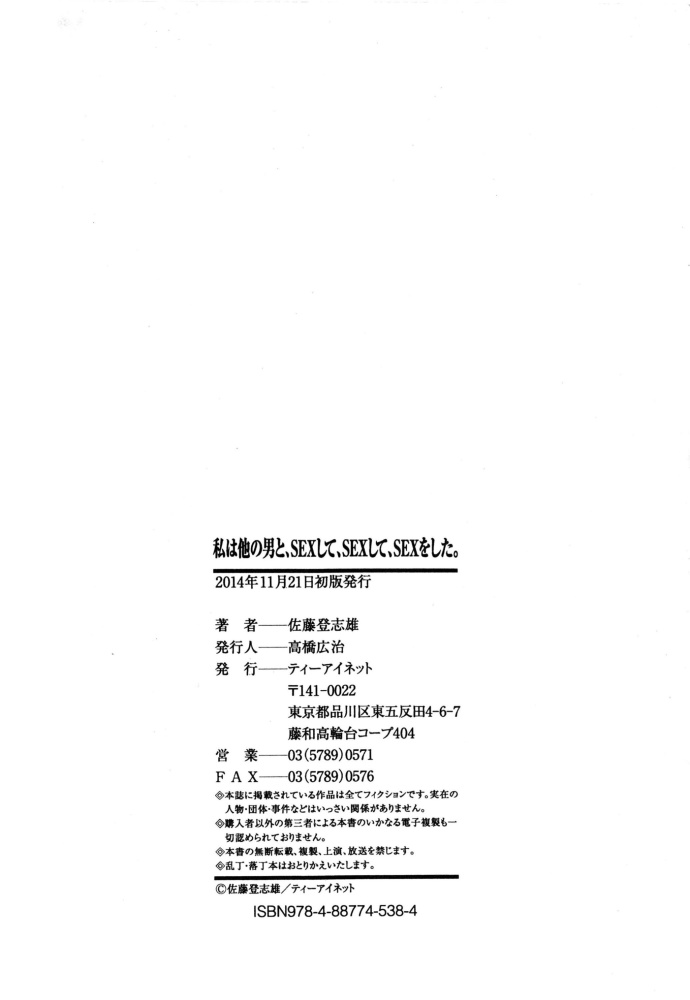 私は他の男と、SEXして、SEXして、SEXをした。
2014年11月21日初版発行
著　者──佐藤登志雄
発行人──高橋広治
発　行──ティーアイネット
〒141-0022
東京都品川区東五反田4-6-7
藤和高輪台コープ404
営　業──03(5789)0571
ＦＡＸ──03(5789)0576
◎本誌に掲載されている作品は全てフィクションです。実在の
人物・団体・事件などはいっさい関係がありません。
◎購入者以外の第三者による本書のいかなる電子複製も一
切認められておりません。
◎本書の無断転載、複製、上演、放送を禁じます。
◎乱丁・落丁本はおとりかえいたします。
©佐藤登志雄／ティーアイネット
ISBN978-4-88774-538-4